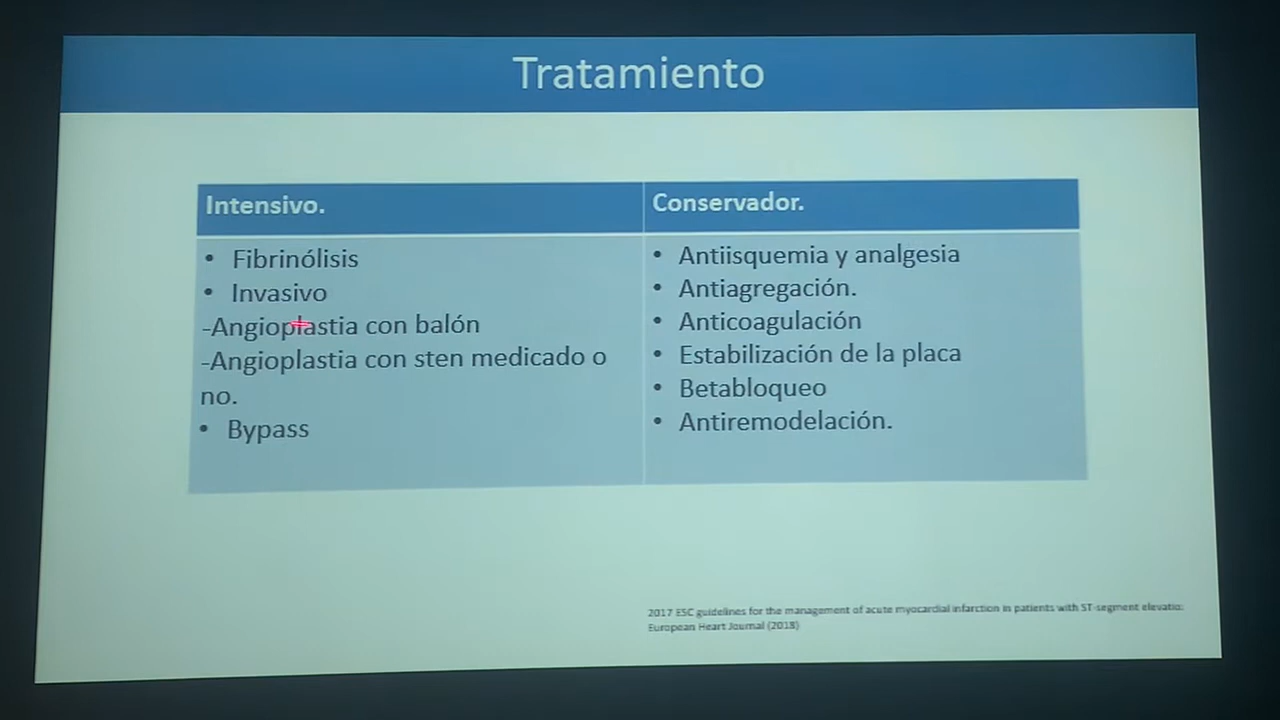 Tratamiento
Intensivo.
• Fibrinólisis
• Invasivo
-Angioplastia con balón
-Angioplastia con sten medicado o
no.
• Bypass
Conservador.
• Antiisquemia y analgesia
• Antiagregación.
• Anticoagulación
• Estabilización de la placa
• Betabloqueo
• Antiremodelación.
2017 ESC guidelines for the management of acute myocardial infarction in patients with ST-segment elevatio:
European Heart Journal (2018)